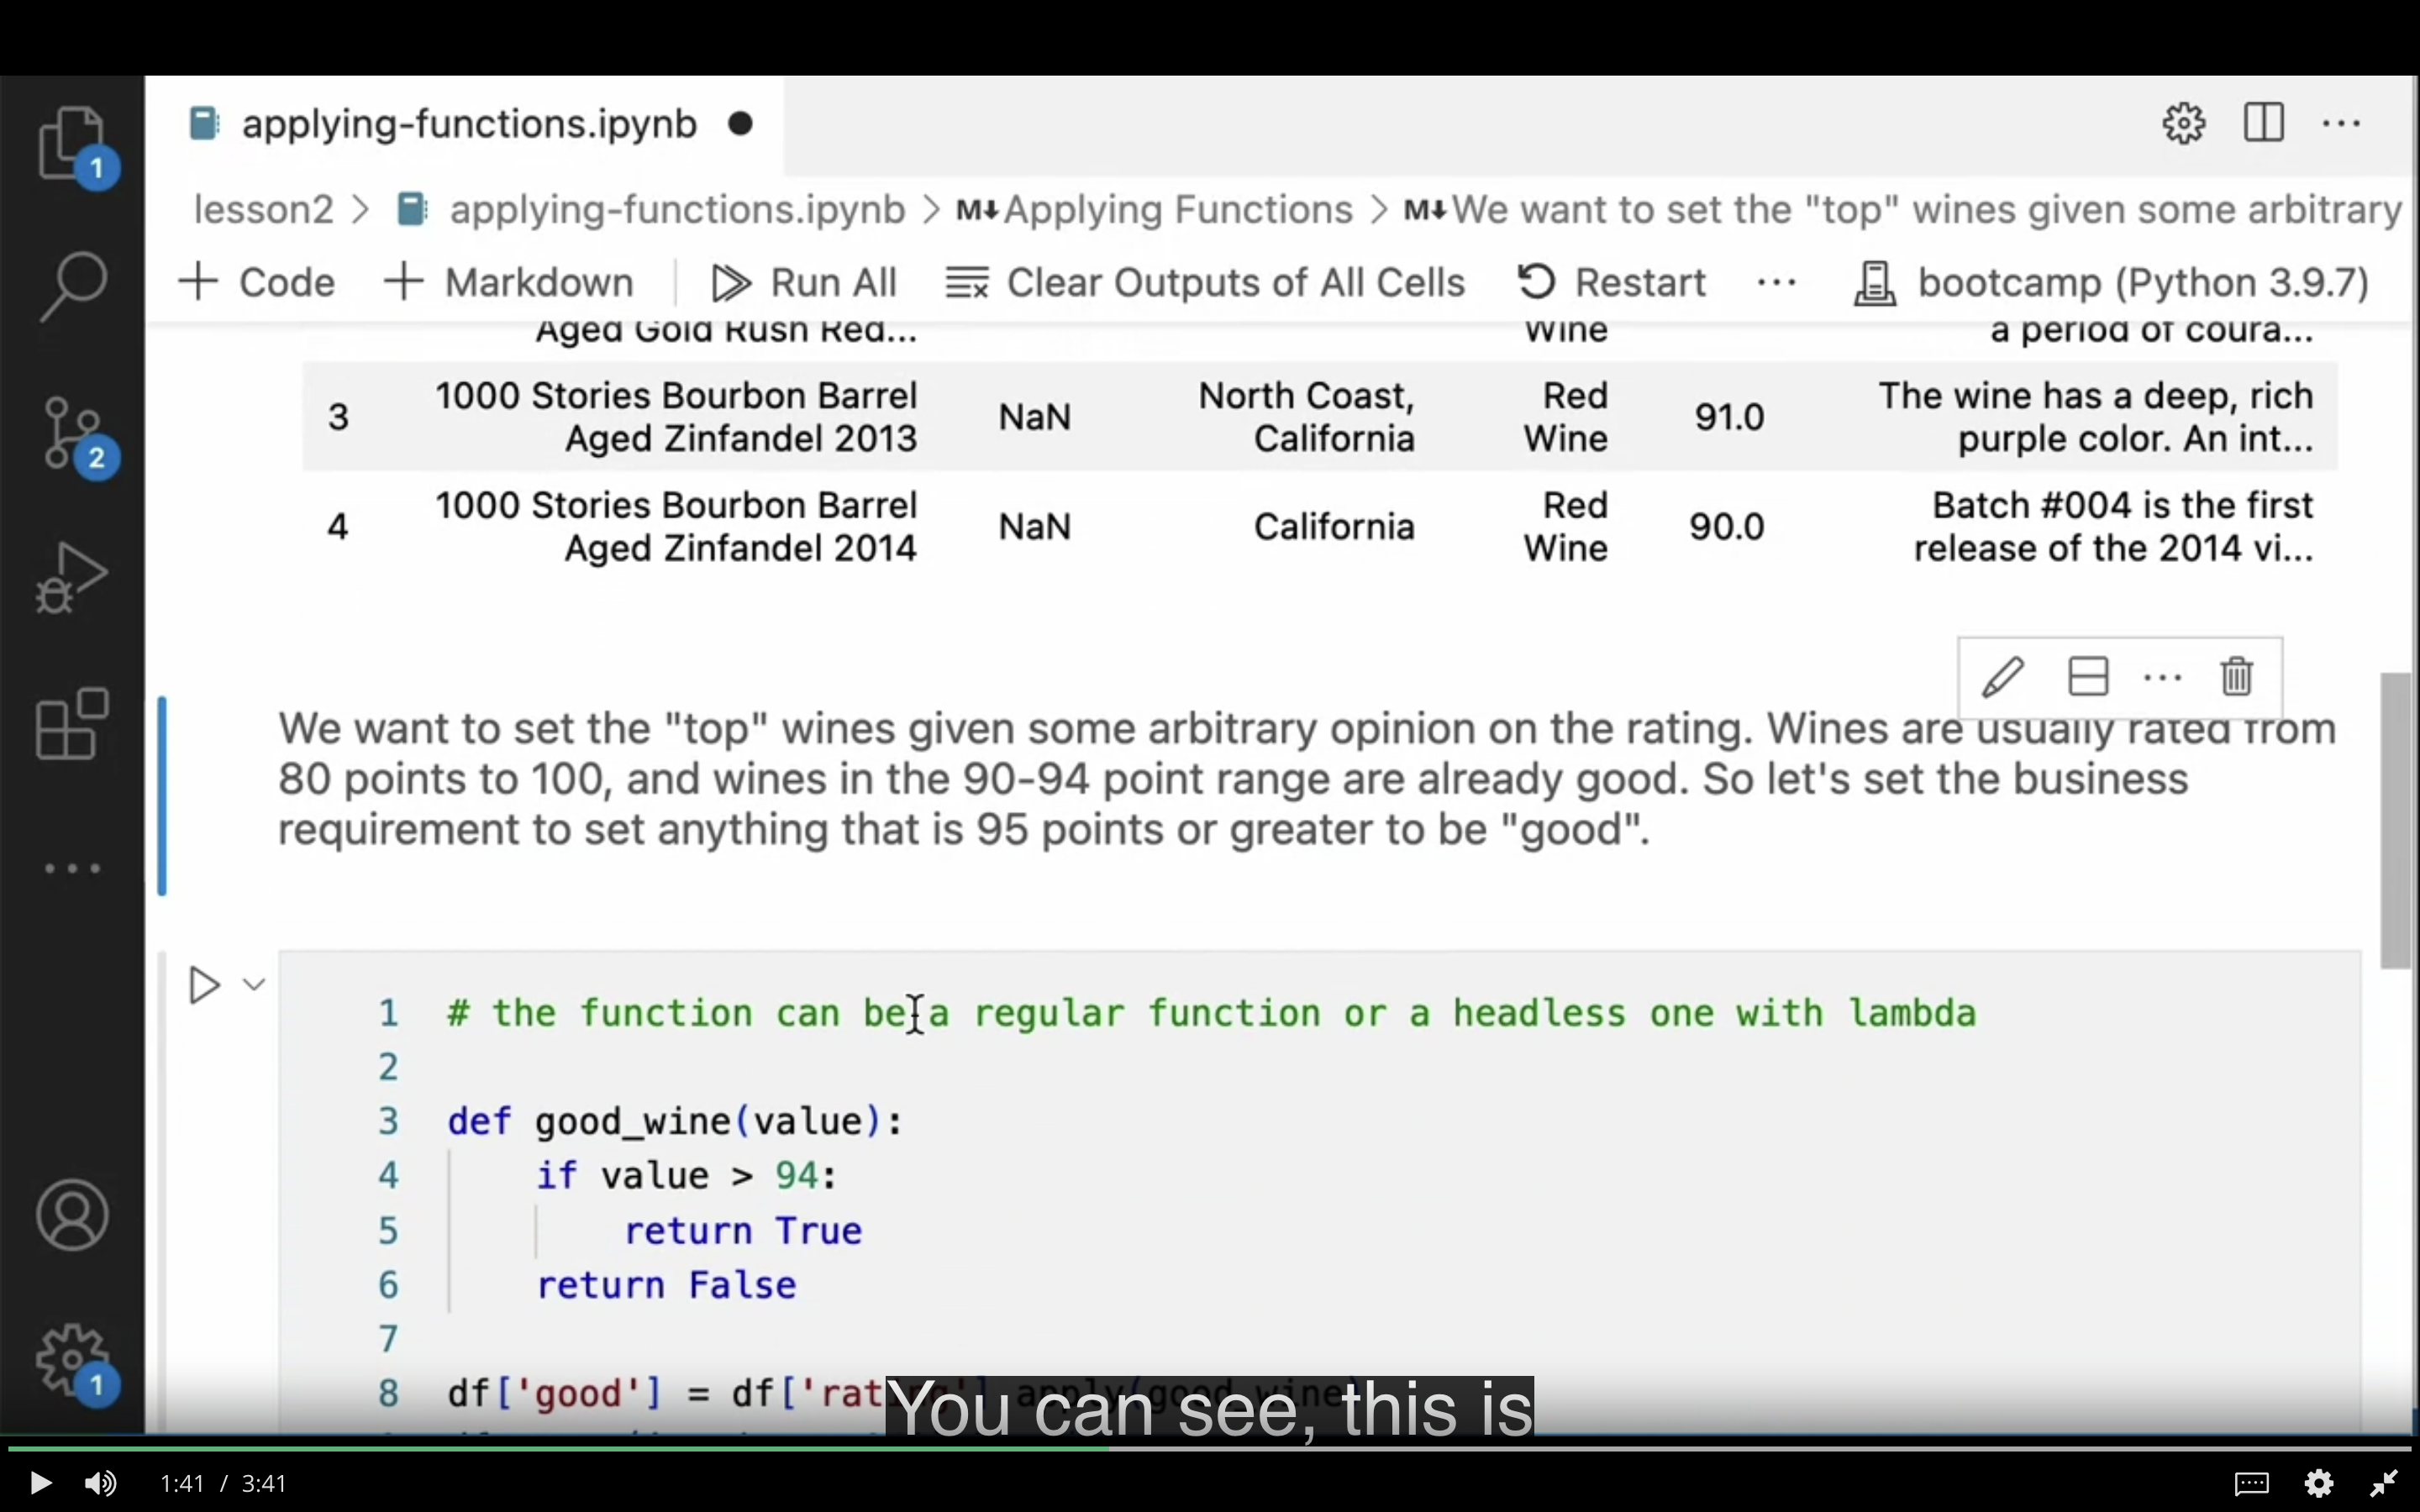 applying-functions.ipynb
1
lesson2 > applying-functions.ipynb > M↓Applying Functions > M↓We want to set the "top" wines given some arbitrary
+ Code + Markdown Run All Clear Outputs of All Cells Restart ··· bootcamp (Python 3.9.7)
Aged Gold Rush Red... Wine a period of coura...
1000 Stories Bourbon Barrel North Coast, Red The wine has a deep, rich
3 NaN 91.0
Aged Zinfandel 2013 California Wine purple color. An int...
2
1000 Stories Bourbon Barrel Red Batch #004 is the first
4 NaN California 90.0
Aged Zinfandel 2014 Wine release of the 2014 vi...
We want to set the "top" wines given some arbitrary opinion on the rating. Wines are usually rated from
80 points to 100, and wines in the 90-94 point range are already good. So let's set the business
requirement to set anything that is 95 points or greater to be "good".
1 # the function can be a regular function or a headless one with lambda
2
3 def good_wine(value):
4 if value > 94:
5 return True
6 return False
7
1
8 df['good'] = df['rating'].apply(good_wine)
You can see, this is
1:41 / 3:41